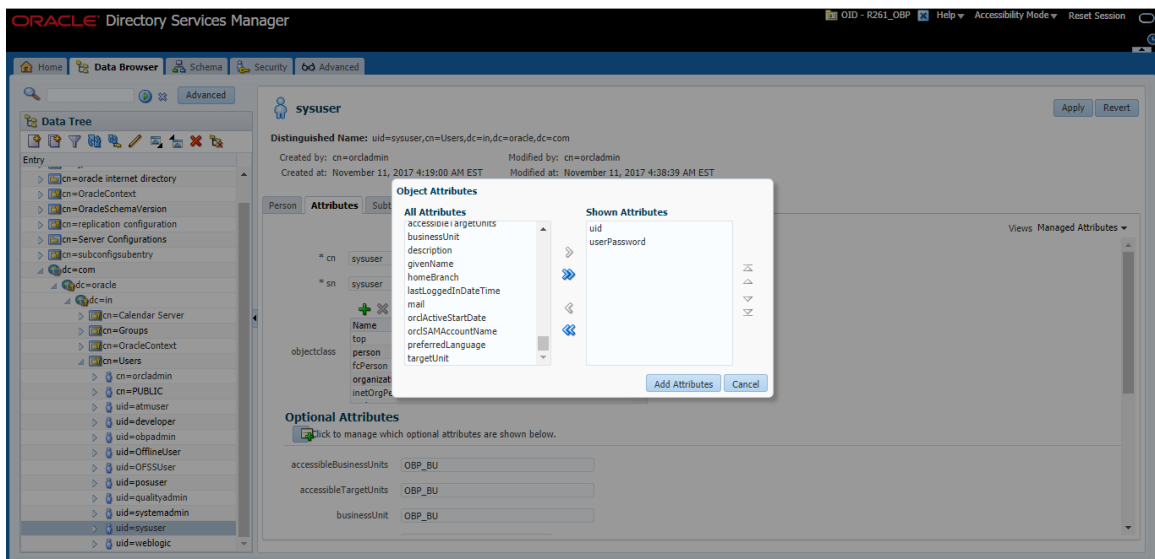 ORACLE Directory Services Manager
OID - R261_OBP Help Accessibility Mode Reset Session
Home Data Browser Schema Security Advanced
Advanced
Data Tree
Entry
cn=oracle internet directory
cn=OracleContext
cn=OracleSchemaVersion
cn=replication configuration
cn=Server Configurations
cn=subconfigsubentry
dc=com
dc=oracle
dc=in
cn=Calendar Server
cn=Groups
cn=OracleContext
cn=Users
cn=orcladmin
cn=PUBLIC
uid=atmuser
uid=developer
uid=obpadmin
uid=OfflineUser
uid=OFSSUser
uid=posuser
uid=qualityadmin
uid=systemadmin
uid=sysuser
uid=weblogic
sysuser
Apply Revert
Distinguished Name: uid=sysuser,cn=Users,dc=in,dc=oracle,dc=com
Created by: cn=orcladmin Modified by: cn=orcladmin
Created at: November 11, 2017 4:19:00 AM EST Modified at: November 11, 2017 4:38:39 AM EST
Person Attributes Subt
Views Managed Attributes
* cn sysuser
* sn sysuser
Name
objectclass
top
person
fcPerson
organizat
inetOrgPe
Object Attributes
All Attributes
accessibleTargetUnits
businessUnit
description
givenName
homeBranch
lastLoggedInDateTime
mail
orclActiveStartDate
orclSAMAccountName
preferredLanguage
targetUnit
Shown Attributes
uid
userPassword
Add Attributes Cancel
Optional Attributes
Click to manage which optional attributes are shown below.
accessibleBusinessUnits OBP_BU
accessibleTargetUnits OBP_BU
businessUnit OBP_BU